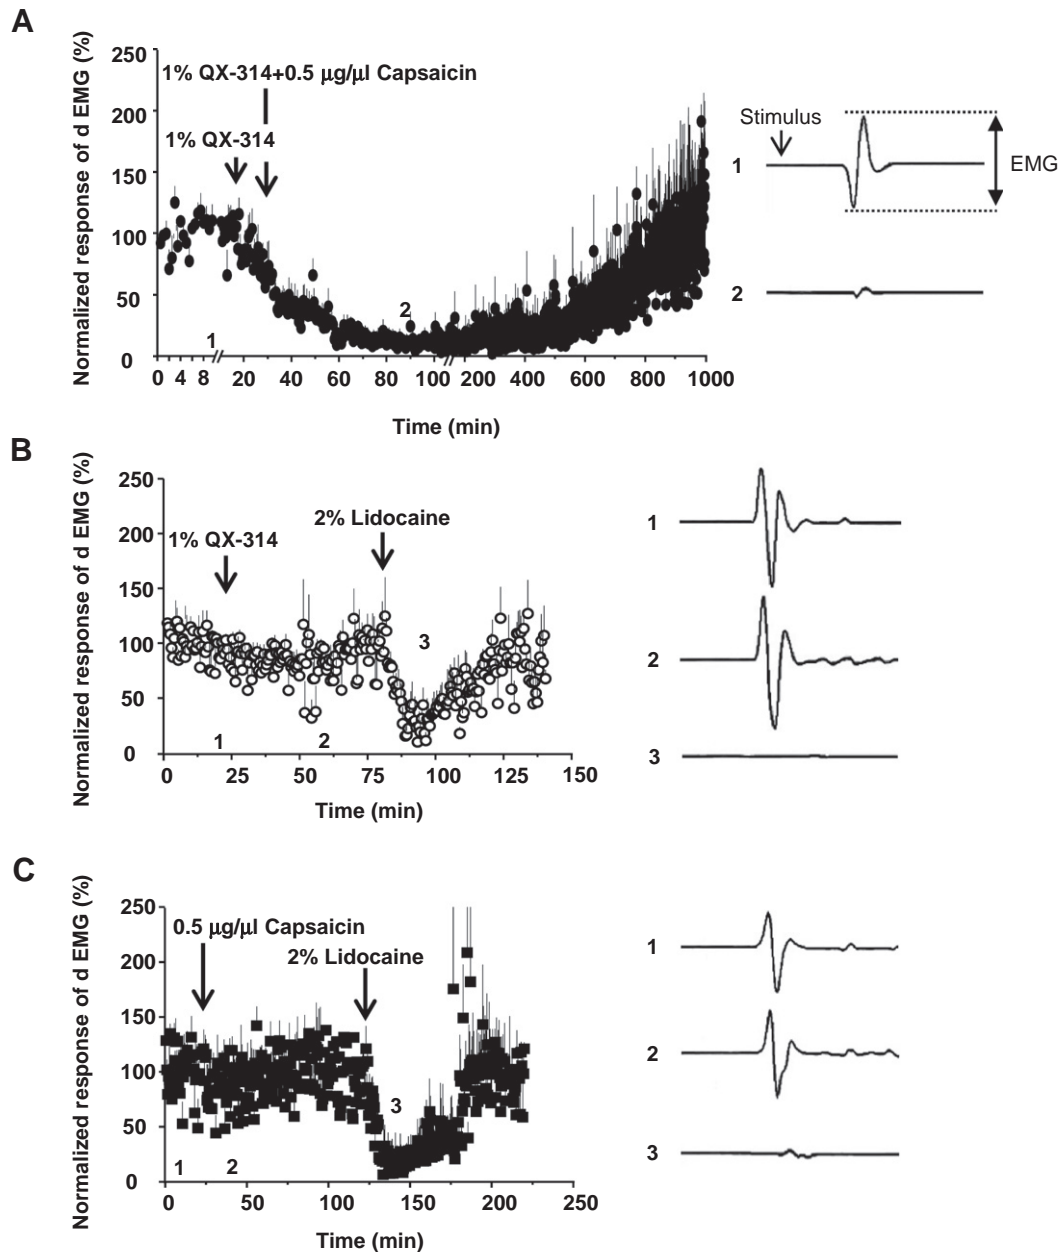 A
Normalized response of d EMG (%)
250
200
150
100
50
0
1% QX-314+0.5 µg/µl Capsaicin
1% QX-314
1
2
0 4 8 20 40 60 80 100 200 400 600 800 1000
Time (min)
Stimulus
1
EMG
2
B
Normalized response of d EMG (%)
250
200
150
100
50
0
1% QX-314
2% Lidocaine
1
2
3
0 25 50 75 100 125 150
Time (min)
1
2
3
C
Normalized response of d EMG (%)
250
200
150
100
50
0
0.5 µg/µl Capsaicin
2% Lidocaine
1
2
3
0 50 100 150 200 250
Time (min)
1
2
3